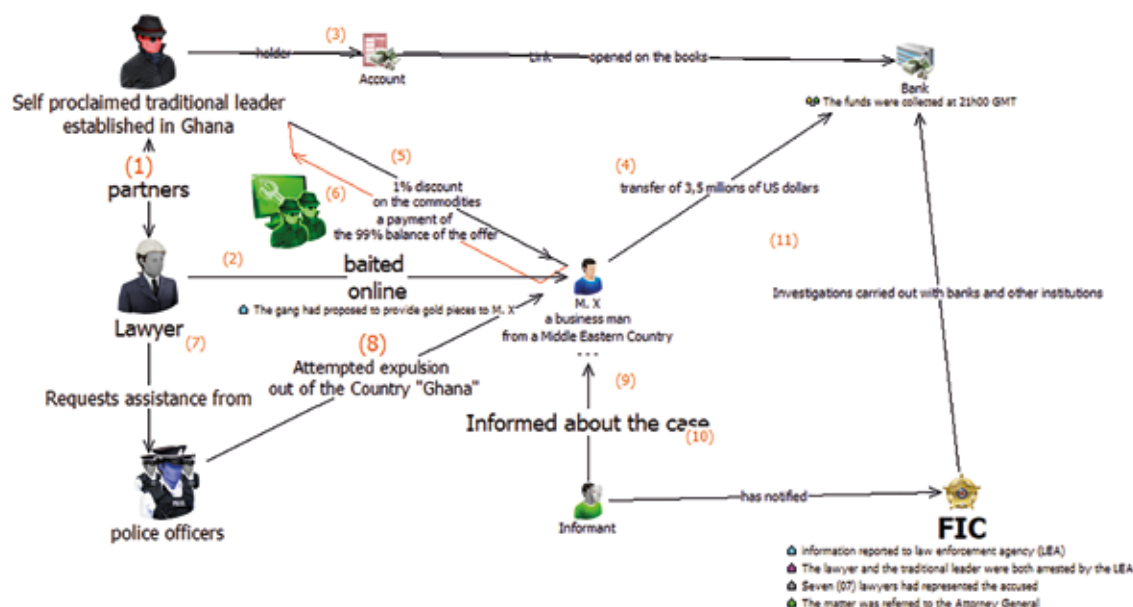 (3)
holder
Account
Link
opened on the books
Bank
The funds were collected at 21h00 GMT
Self proclaimed traditional leader
established in Ghana
(1)
partners
(5)
1% discount
on the commodities
(6)
a payment of
the 99% balance of the offer
(4)
transfer of 3,5 millions of US dollars
(11)
Investigations carried out with banks and other institutions
(2)
baited
online
The gang had proposed to provide gold pieces to M. X
M. X
a business man
from a Middle Eastern Country
...
Lawyer
(7)
Requests assistance from
(8)
Attempted expulsion
out of the Country "Ghana"
(9)
Informed about the case
(10)
police officers
POLICE
Informant
has notified
FIC
information reported to law enforcement agency (LEA)
The lawyer and the traditional leader were both arrested by the LEA
Seven (07) lawyers had represented the accused
The matter was referred to the Attorney General